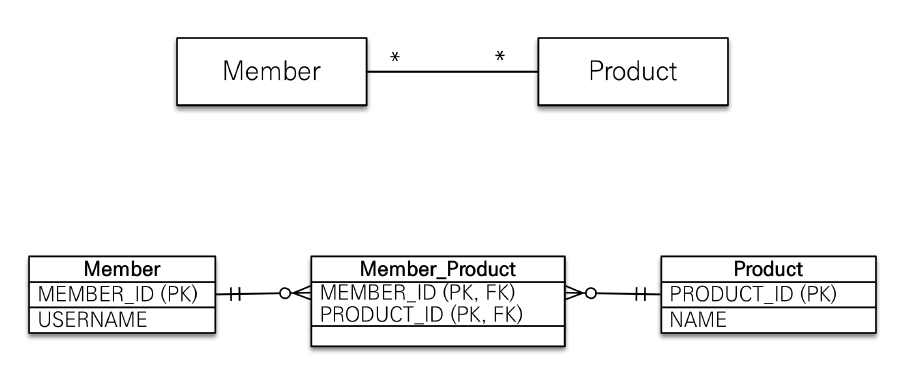 Member
* *
Product
Member
MEMBER_ID (PK)
USERNAME
Member_Product
MEMBER_ID (PK, FK)
PRODUCT_ID (PK, FK)
Product
PRODUCT_ID (PK)
NAME